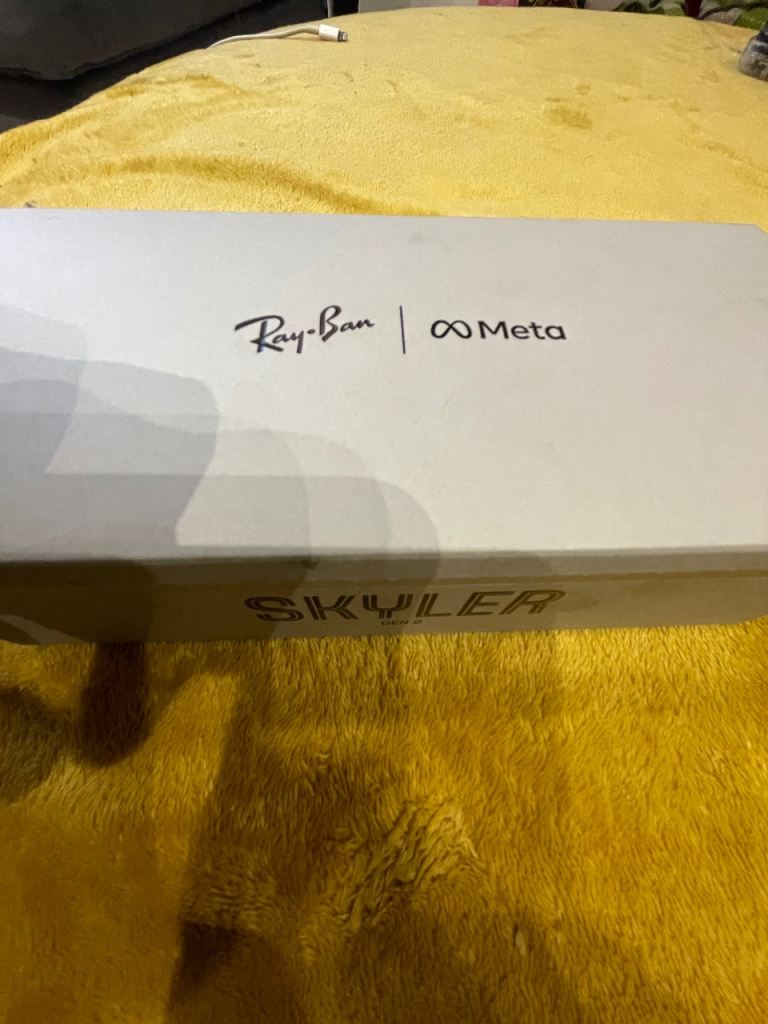 Ray-Ban | Meta
SKYLER
GEN 2